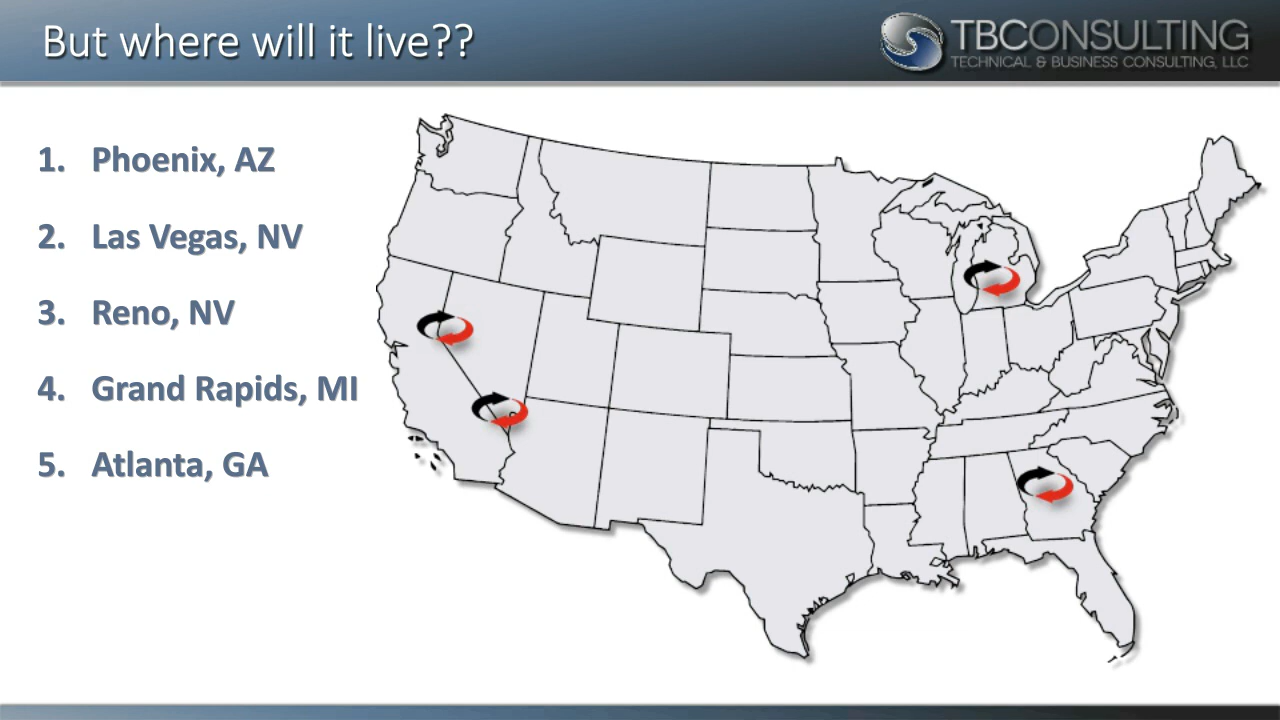 But where will it live??
TBCONSULTING
TECHNICAL & BUSINESS CONSULTING, LLC
1. Phoenix, AZ
2. Las Vegas, NV
3. Reno, NV
4. Grand Rapids, MI
5. Atlanta, GA